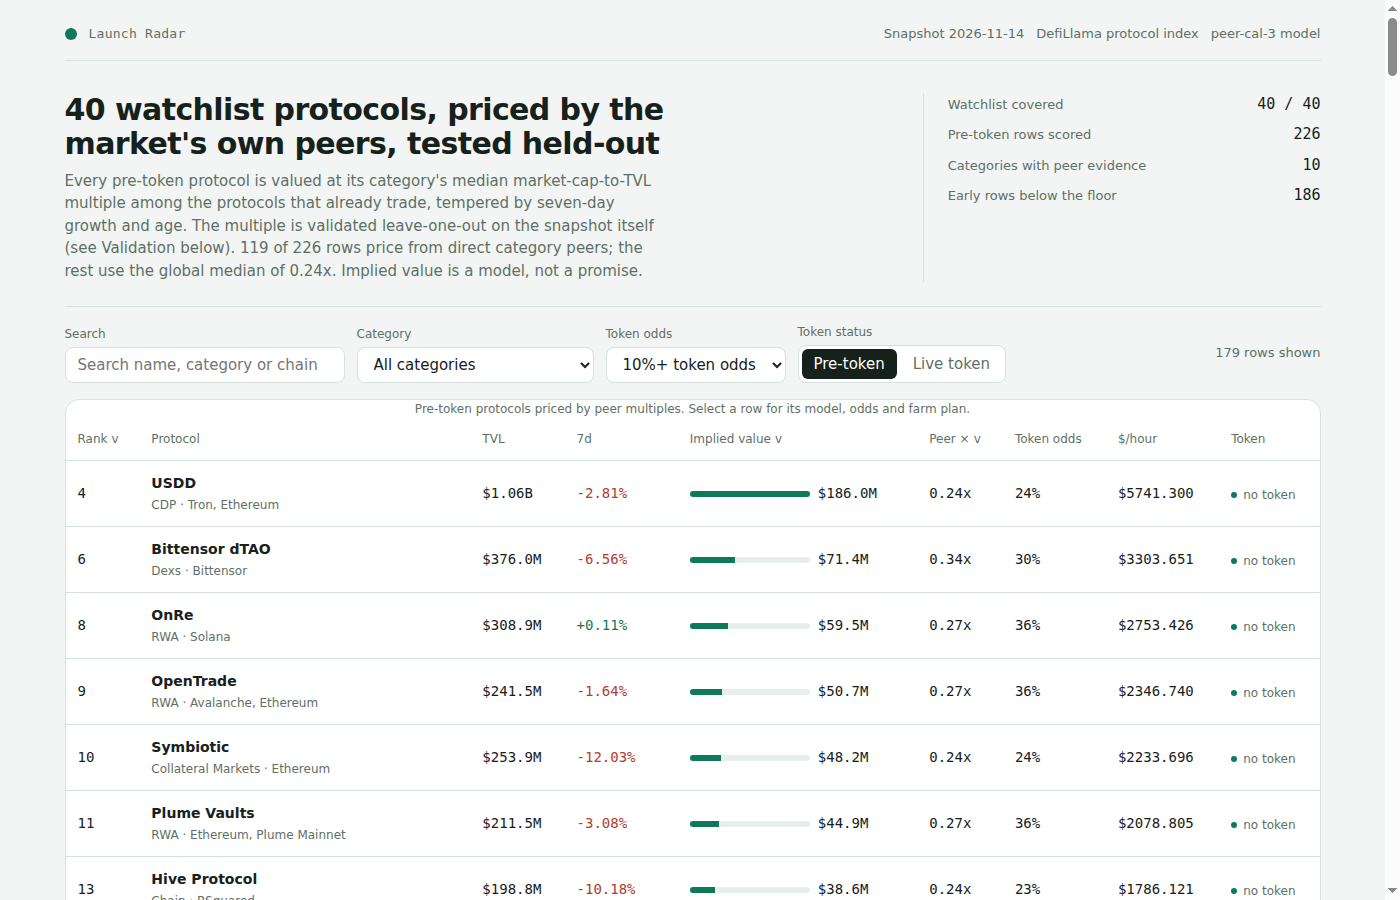 Launch Radar
Snapshot 2026-11-14 DefiLlama protocol index peer-cal-3 model
40 watchlist protocols, priced by the
market's own peers, tested held-out
Every pre-token protocol is valued at its category's median market-cap-to-TVL
multiple among the protocols that already trade, tempered by seven-day
growth and age. The multiple is validated leave-one-out on the snapshot itself
(see Validation below). 119 of 226 rows price from direct category peers; the
rest use the global median of 0.24x. Implied value is a model, not a promise.
Watchlist covered 40 / 40
Pre-token rows scored 226
Categories with peer evidence 10
Early rows below the floor 186
Search Category Token odds Token status
Search name, category or chain All categories 10%+ token odds Pre-token Live token
179 rows shown
Pre-token protocols priced by peer multiples. Select a row for its model, odds and farm plan.
Rank v Protocol TVL 7d Implied value v Peer × v Token odds $/hour Token
4 USDD $1.06B -2.81% $186.0M 0.24x 24% $5741.300 no token
CDP · Tron, Ethereum
6 Bittensor dTAO $376.0M -6.56% $71.4M 0.34x 30% $3303.651 no token
Dexs · Bittensor
8 OnRe $308.9M +0.11% $59.5M 0.27x 36% $2753.426 no token
RWA · Solana
9 OpenTrade $241.5M -1.64% $50.7M 0.27x 36% $2346.740 no token
RWA · Avalanche, Ethereum
10 Symbiotic $253.9M -12.03% $48.2M 0.24x 24% $2233.696 no token
Collateral Markets · Ethereum
11 Plume Vaults $211.5M -3.08% $44.9M 0.27x 36% $2078.805 no token
RWA · Ethereum, Plume Mainnet
13 Hive Protocol $198.8M -10.18% $38.6M 0.24x 23% $1786.121 no token
Chain · BSquared